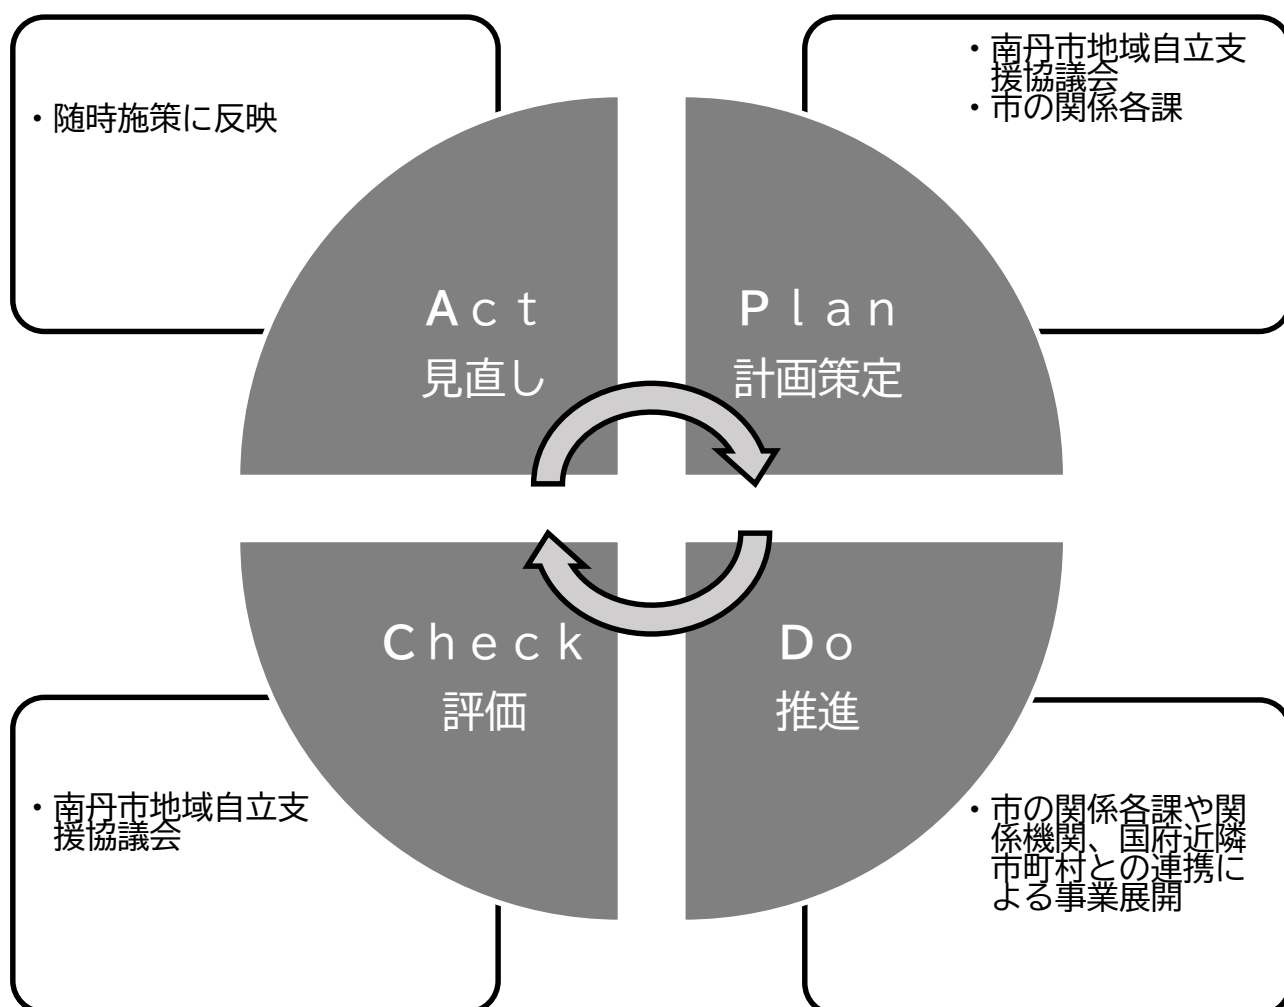 ・随時施策に反映
・南丹市地域自立支
援協議会
・市の関係各課
Ａｃｔ
見直し
Ｐｌａｎ
計画策定
Ｃｈｅｃｋ
評価
Ｄｏ
推進
・南丹市地域自立支
援協議会
・市の関係各課や関
係機関、国府近隣
市町村との連携に
よる事業展開